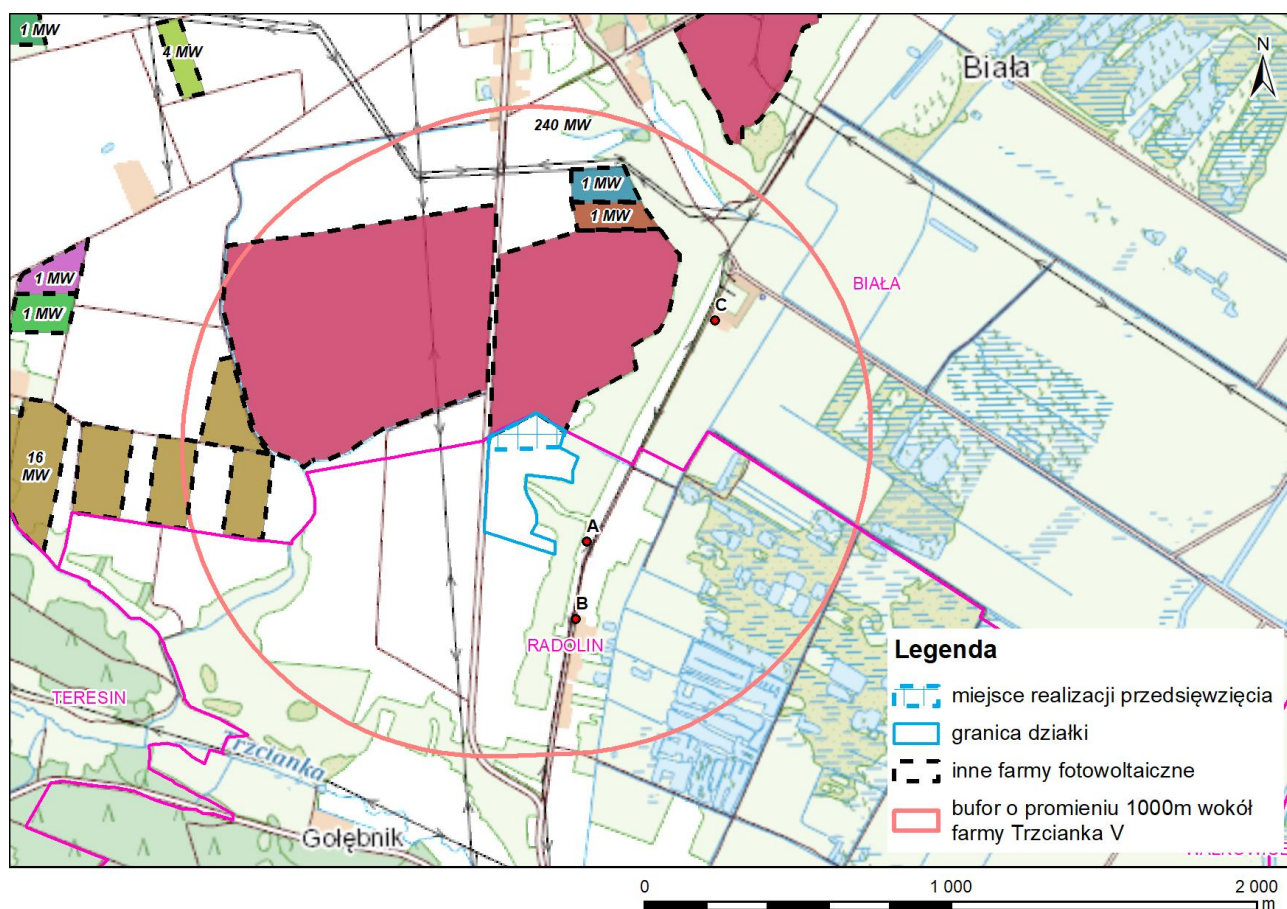 1 MW
4 MW
Biała
N
240 MW
1 MW
1 MW
1 MW
1 MW
BIAŁA
C
16
MW
A
B
RADOLIN
TERESIN
Trzcianka
Gołębnik
Legenda
miejsce realizacji przedsięwzięcia
granica działki
inne farmy fotowoltaiczne
bufor o promieniu 1000m wokół
farmy Trzcianka V
0 1 000 2 000
m